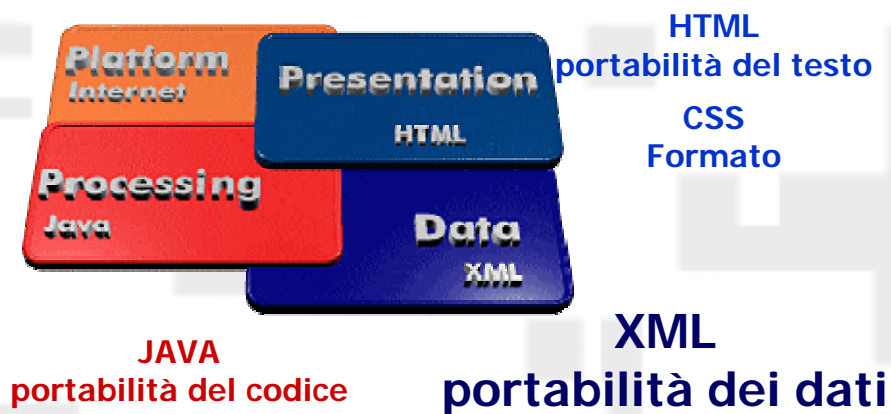 Platform
Internet
Presentation
HTML
Processing
Java
Data
XML
HTML
portabilità del testo
CSS
Formato
JAVA
portabilità del codice
XML
portabilità dei dati